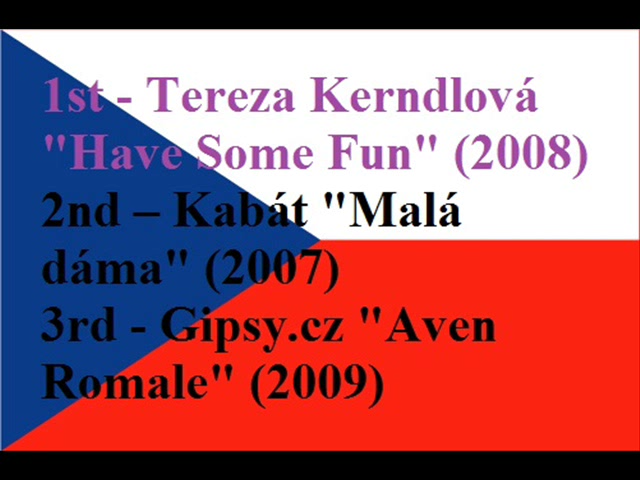 1st - Tereza Kerndlová
"Have Some Fun" (2008)
2nd – Kabát "Malá
dáma" (2007)
3rd - Gipsy.cz "Aven
Romale" (2009)